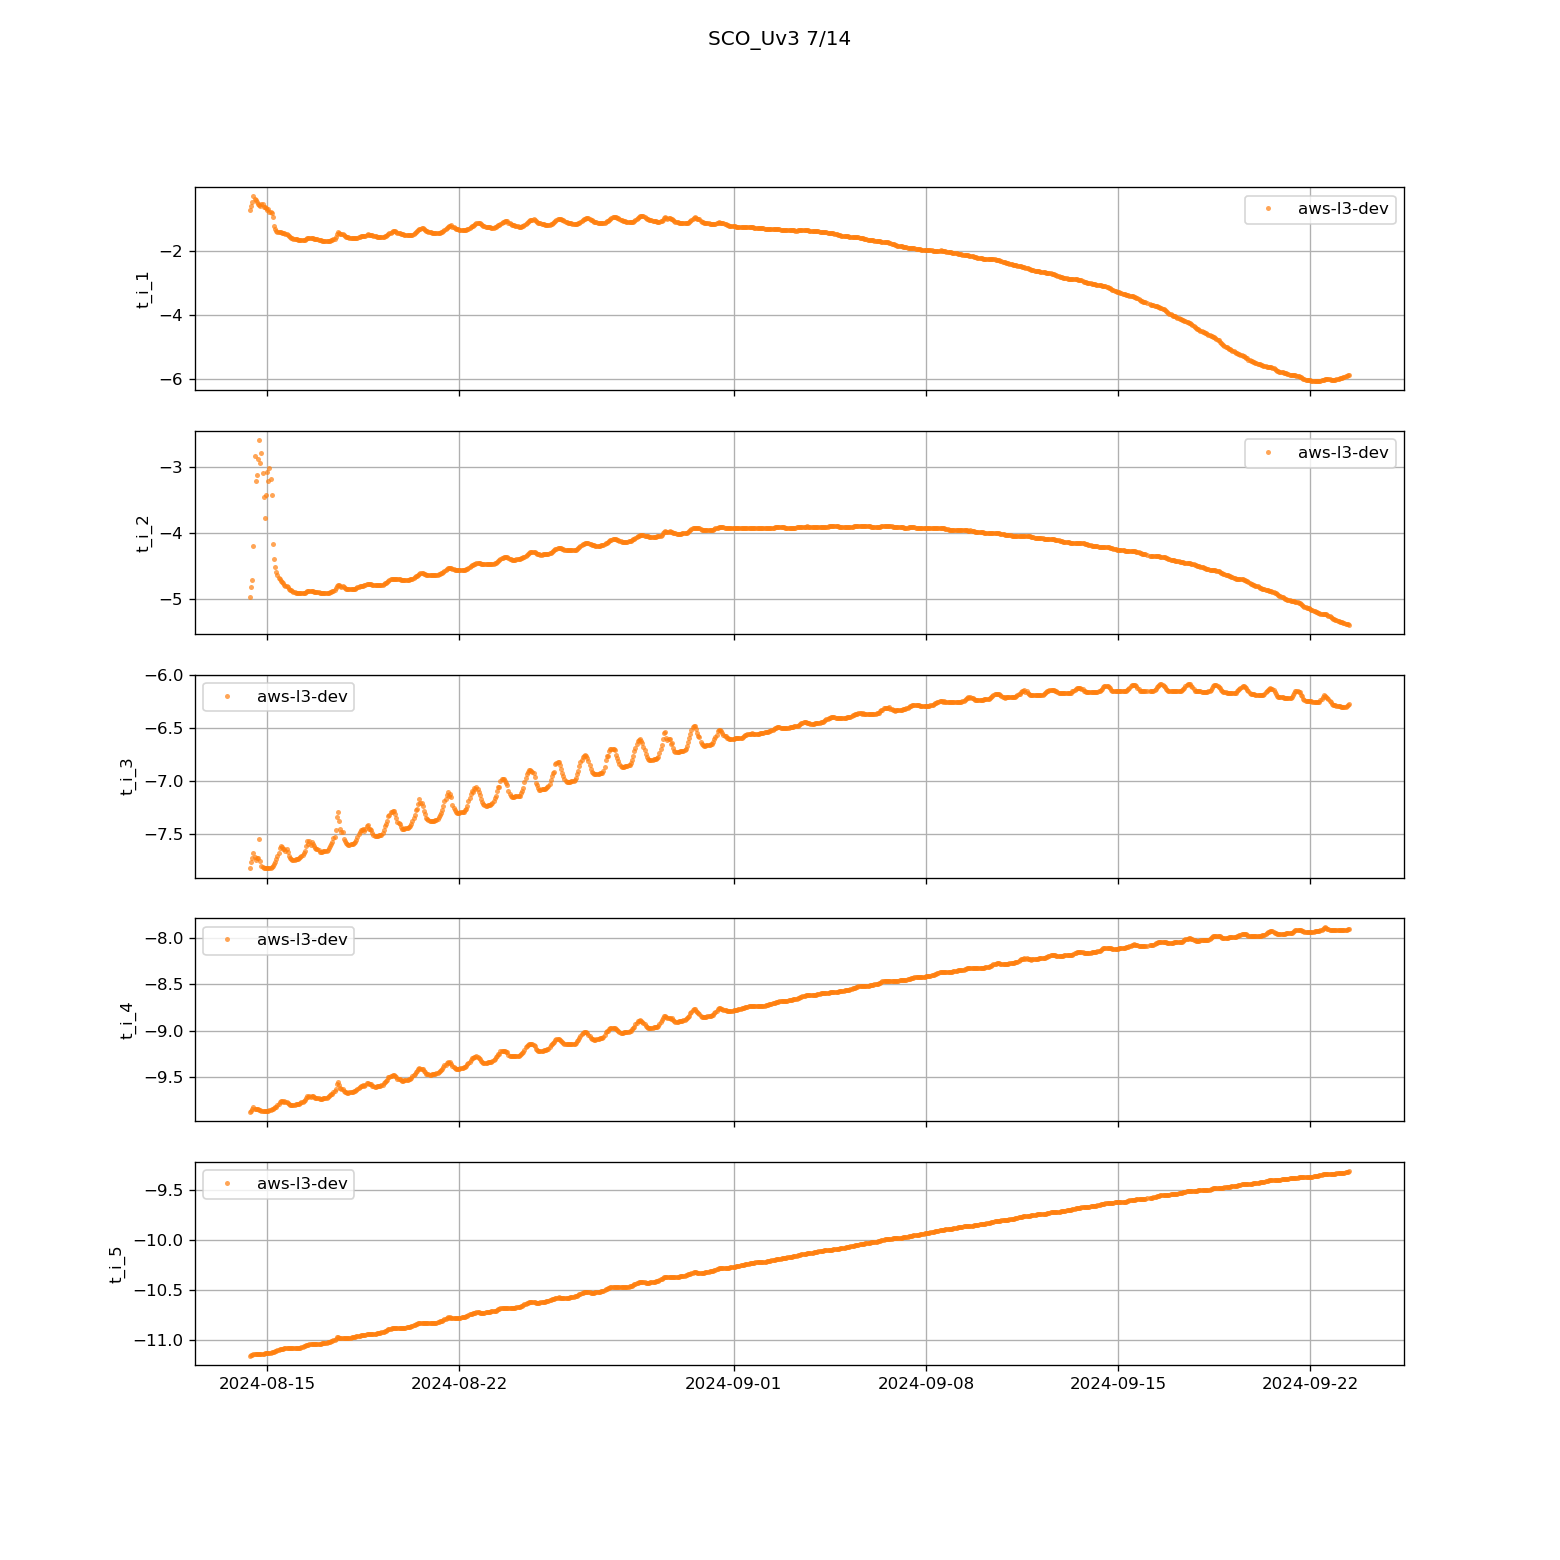 SCO_Uv3 7/14
aws-l3-dev
−2
−4
−6
t_i_1
aws-l3-dev
−3
−4
−5
t_i_2
aws-l3-dev
−6.0
−6.5
−7.0
−7.5
t_i_3
aws-l3-dev
−8.0
−8.5
−9.0
−9.5
t_i_4
aws-l3-dev
−9.5
−10.0
−10.5
−11.0
t_i_5
2024-08-15 2024-08-22 2024-09-01 2024-09-08 2024-09-15 2024-09-22